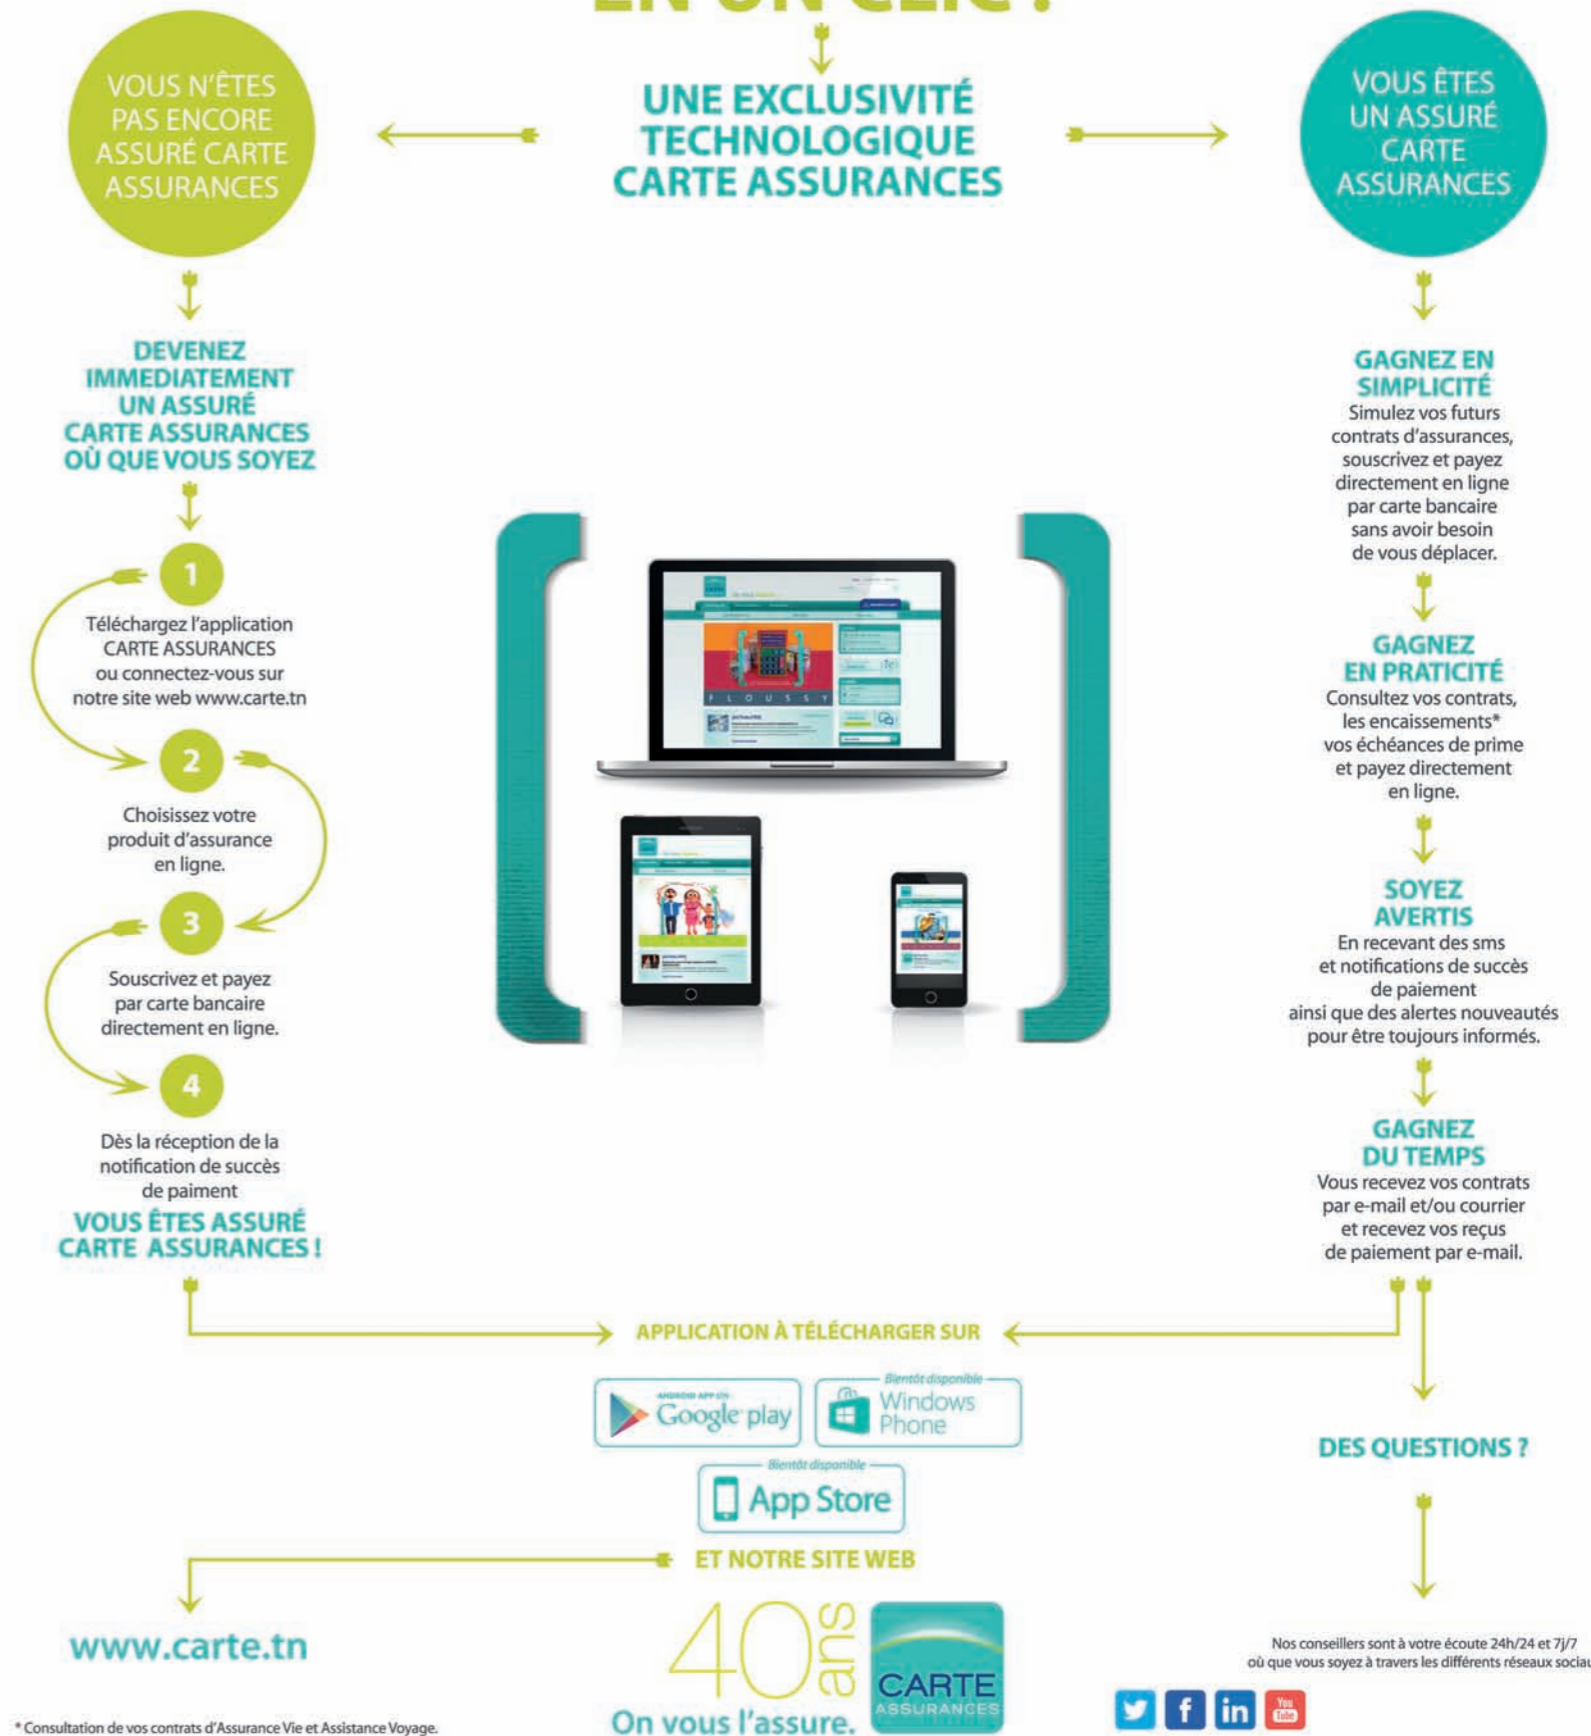 EN UN CLIC !
UNE EXCLUSIVITÉ
TECHNOLOGIQUE
CARTE ASSURANCES
VOUS N'ÊTES
PAS ENCORE
ASSURÉ CARTE
ASSURANCES
DEVENEZ
IMMEDIATEMENT
UN ASSURÉ
CARTE ASSURANCES
OÙ QUE VOUS SOYEZ
1
Téléchargez l'application
CARTE ASSURANCES
ou connectez-vous sur
notre site web www.carte.tn
2
Choisissez votre
produit d'assurance
en ligne.
3
Souscrivez et payez
par carte bancaire
directement en ligne.
4
Dès la réception de la
notification de succès
de paiment
VOUS ÊTES ASSURÉ
CARTE ASSURANCES !
FLOUSSY
VOUS ÊTES
UN ASSURÉ
CARTE
ASSURANCES
GAGNEZ EN
SIMPLICITÉ
Simulez vos futurs
contrats d'assurances,
souscrivez et payez
directement en ligne
par carte bancaire
sans avoir besoin
de vous déplacer.
GAGNEZ
EN PRATICITÉ
Consultez vos contrats,
les encaissements*
vos échéances de prime
et payez directement
en ligne.
SOYEZ
AVERTIS
En recevant des sms
et notifications de succès
de paiement
ainsi que des alertes nouveautés
pour être toujours informés.
GAGNEZ
DU TEMPS
Vous recevez vos contrats
par e-mail et/ou courrier
et recevez vos reçus
de paiement par e-mail.
APPLICATION À TÉLÉCHARGER SUR
ANDROID APP ON
Google play
Bientôt disponible
Windows
Phone
Bientôt disponible
App Store
ET NOTRE SITE WEB
www.carte.tn
40 ans
On vous l'assure.
CARTE
ASSURANCES
DES QUESTIONS ?
Nos conseillers sont à votre écoute 24h/24 et 7j/7
où que vous soyez à travers les différents réseaux sociau
f
in
You
Tube
* Consultation de vos contrats d'Assurance Vie et Assistance Voyage.